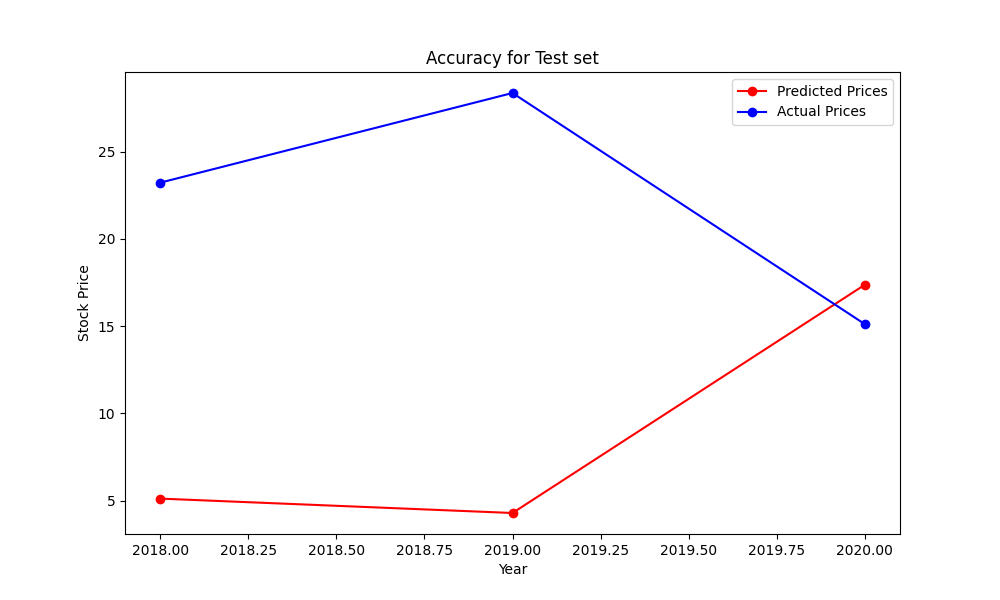 Accuracy for Test set
Predicted Prices
Actual Prices
25
20
15
10
5
Stock Price
2018.00 2018.25 2018.50 2018.75 2019.00 2019.25 2019.50 2019.75 2020.00
Year